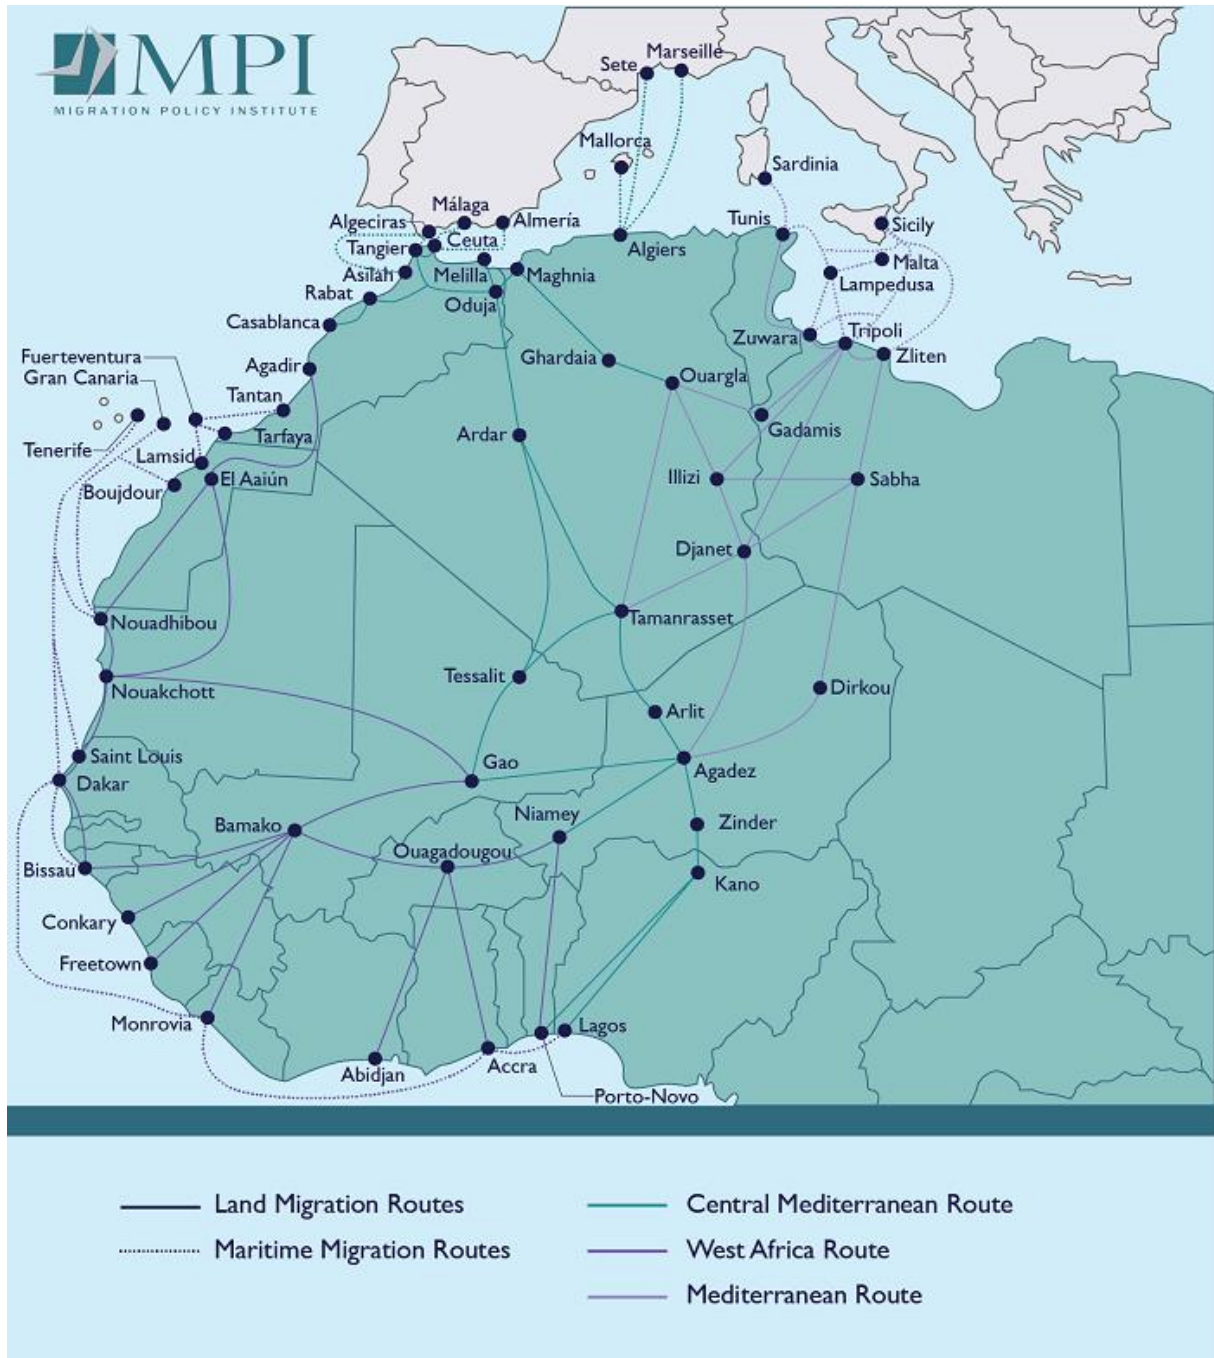 MPI
MIGRATION POLICY INSTITUTE
Marseille
Sete
Mallorca
Sardinia
Málaga
Algeciras
Almería
Tunis
Sicily
Tangier
Ceuta
Algiers
Malta
Asilah
Melilla
Maghnia
Lampedusa
Rabat
Oduja
Casablanca
Zuwara
Tripoli
Zliten
Fuerteventura
Gran Canaria
Agadir
Ghardaia
Ouargla
Tantan
Tarfaya
Ardar
Gadamis
Tenerife
Lamsid
El Aaiún
Illizi
Sabha
Boujdour
Djanet
Nouadhibou
Tamanrasset
Tessalit
Nouakchott
Dirkou
Arlit
Saint Louis
Gao
Agadez
Dakar
Niamey
Bamako
Zinder
Ouagadougou
Bissau
Kano
Conkary
Freetown
Monrovia
Lagos
Abidjan
Accra
Porto-Novo
Land Migration Routes
Maritime Migration Routes
Central Mediterranean Route
West Africa Route
Mediterranean Route